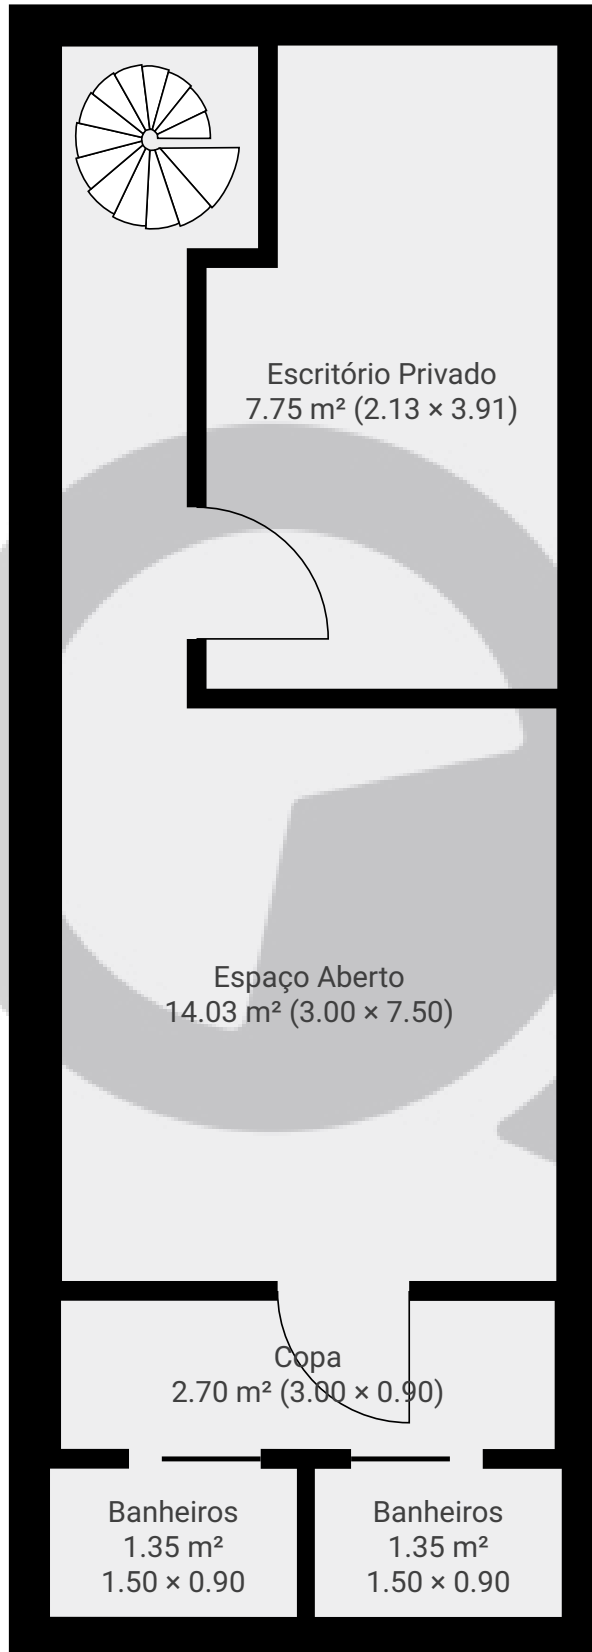 Escritório Privado
7.75 m² (2.13 × 3.91)
Espaço Aberto
14.03 m² (3.00 × 7.50)
Copa
2.70 m² (3.00 × 0.90)
Banheiros
1.35 m²
1.50 × 0.90
Banheiros
1.35 m²
1.50 × 0.90